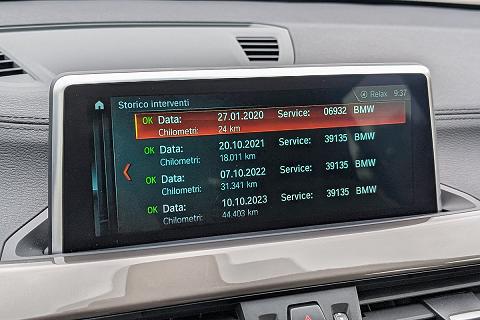 Relax 9:37
Storico interventi
OK Data: 27.01.2020 Service: 06932 BMW
Chilometri: 24 km
OK Data: 20.10.2021 Service: 39135 BMW
Chilometri: 18.011 km
OK Data: 07.10.2022 Service: 39135 BMW
Chilometri: 31.341 km
OK Data: 10.10.2023 Service: 39135 BMW
Chilometri: 44.403 km